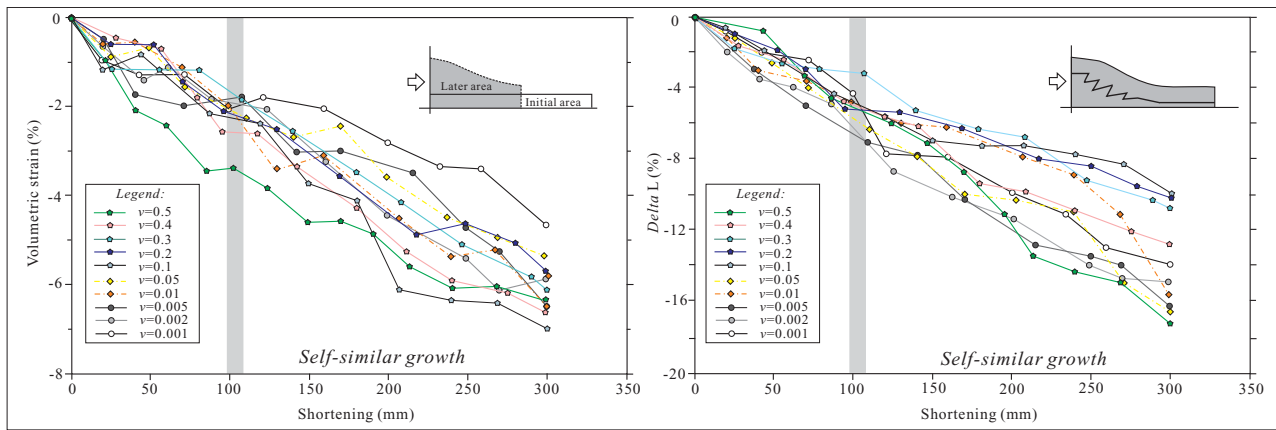 0
-2
-4
-6
-8
Volumetric strain (%)
Later area
Initial area
Legend:
v=0.5
v=0.4
v=0.3
v=0.2
v=0.1
v=0.05
v=0.01
v=0.005
v=0.002
v=0.001
Self-similar growth
0 50 100 150 200 250 300 350
Shortening (mm)
0
-4
-8
-12
-16
-20
Delta L (%)
Legend:
v=0.5
v=0.4
v=0.3
v=0.2
v=0.1
v=0.05
v=0.01
v=0.005
v=0.002
v=0.001
Self-similar growth
0 50 100 150 200 250 300 350
Shortening (mm)